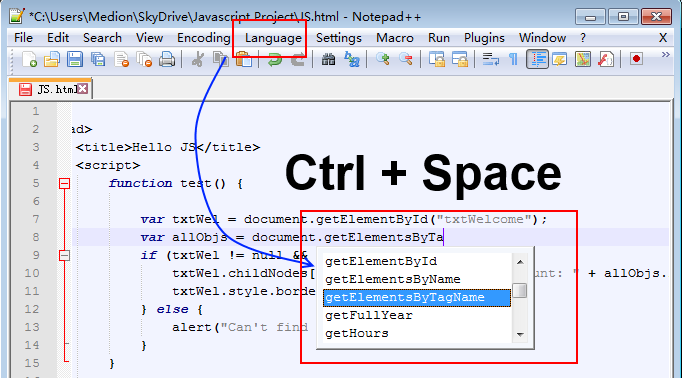 *C:\Users\Medion\SkyDrive\Javascript Project\JS.html - Notepad++
File Edit Search View Encoding Language Settings Macro Run Plugins Window ? X
JS.html
1
2 ad>
3 <title>Hello JS</title>
4 <script>
5 function test() {
6
7 var txtWel = document.getElementById("txtWelcome");
8 var allObjs = document.getElementsByTa
9 if (txtWel != null &&
10 txtWel.childNodes[ unt: " + allObjs.
11 txtWel.style.borde
12 } else {
13 alert("Can't find
14 }
15 }
Ctrl + Space
getElementById
getElementsByName
getElementsByTagName
getFullYear
getHours